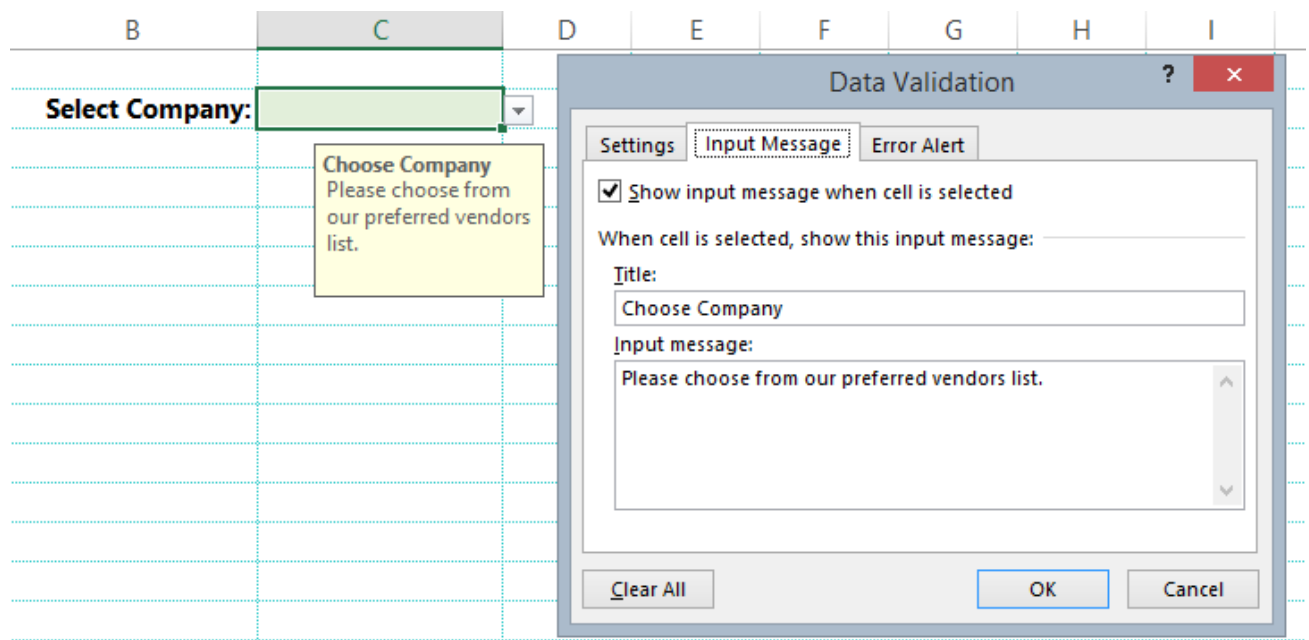 B C D E F G H I
Data Validation ? ×
Select Company:
Settings Input Message Error Alert
Choose Company
Please choose from
our preferred vendors
list.
Show input message when cell is selected
When cell is selected, show this input message:
Title:
Choose Company
Input message:
Please choose from our preferred vendors list.
Clear All OK Cancel